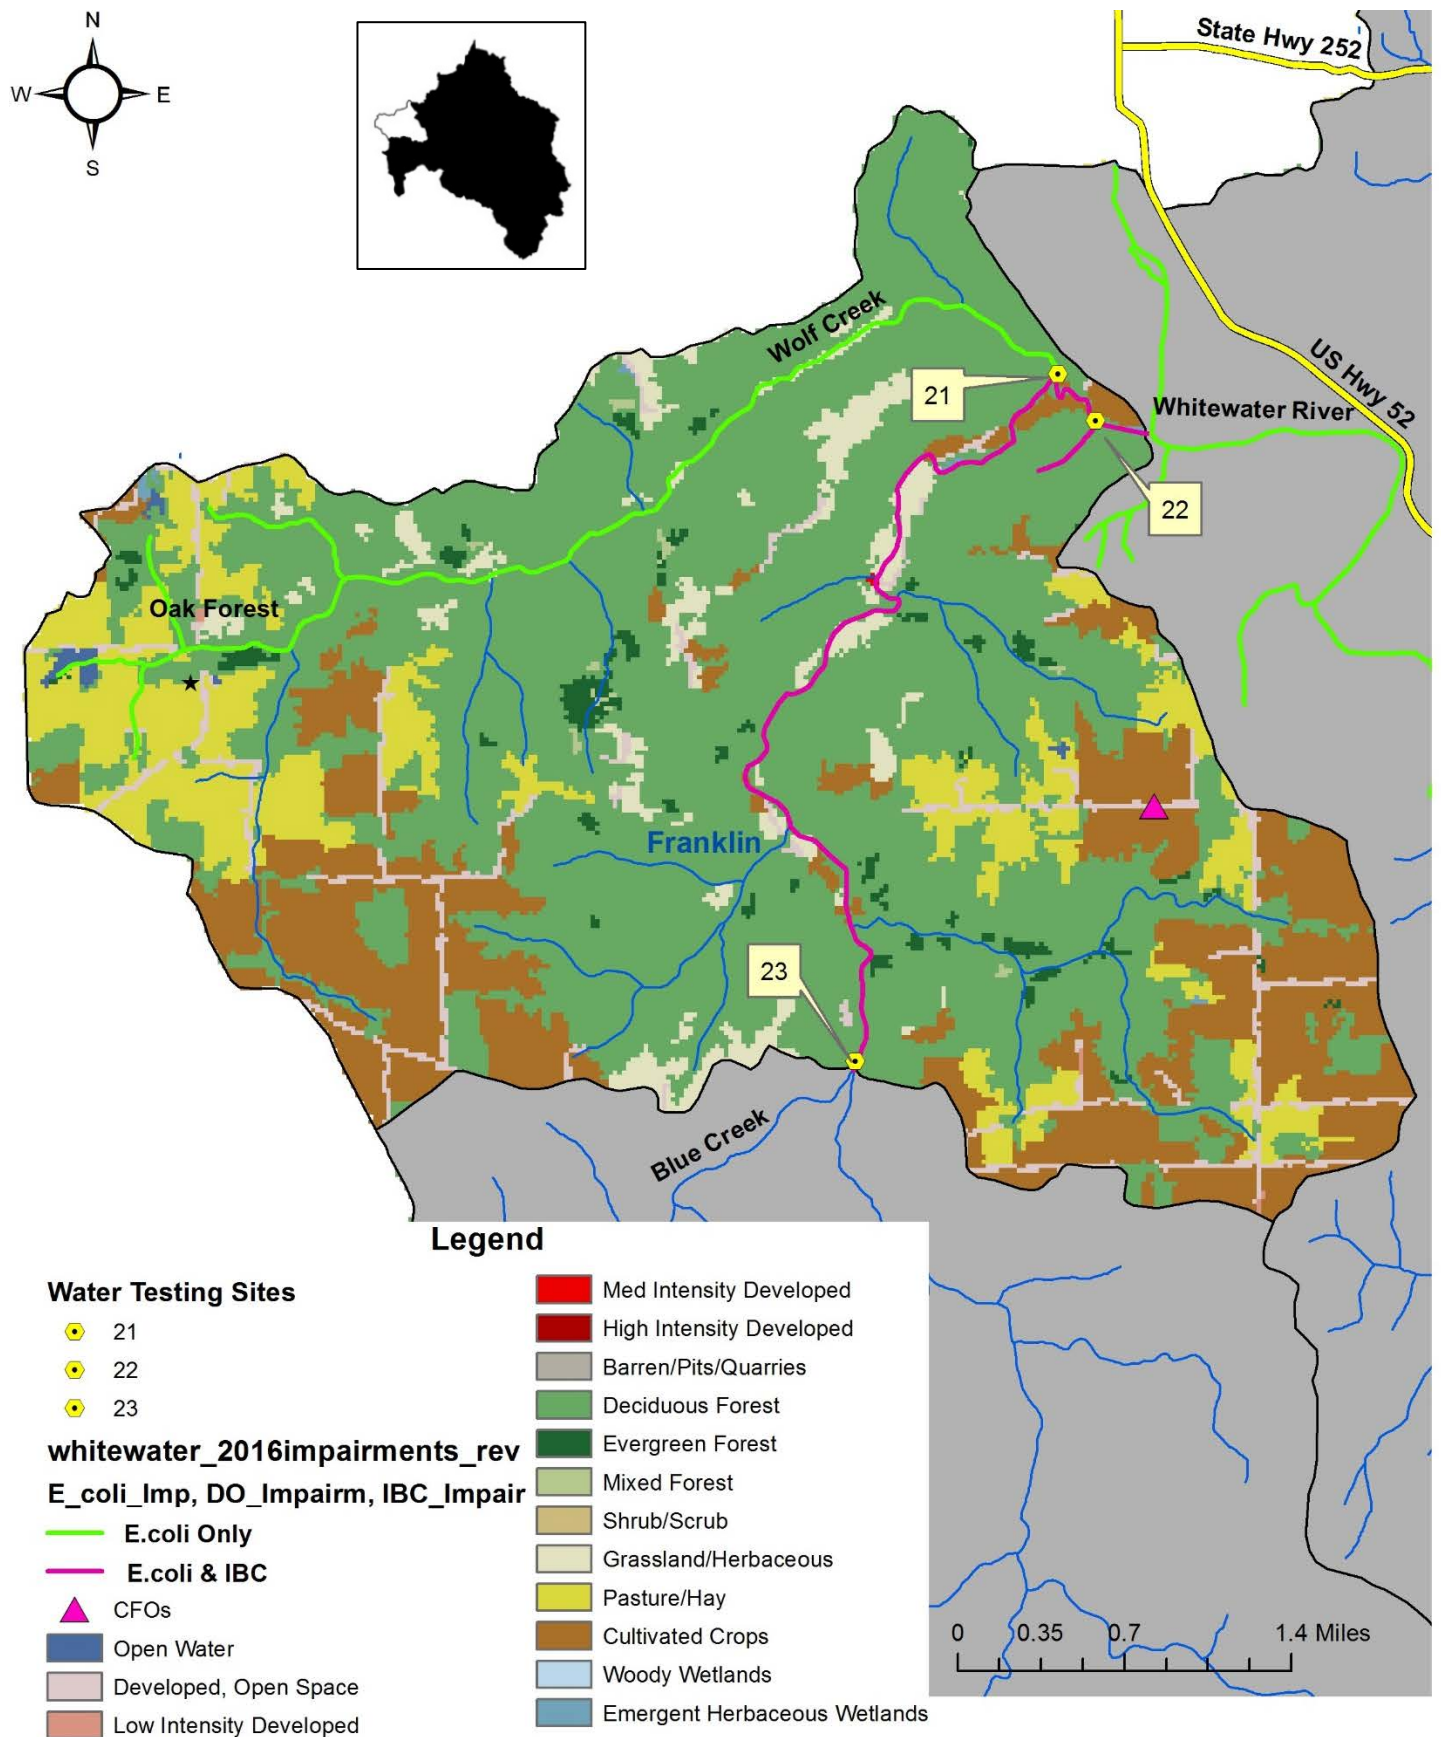 N
W
E
S
State Hwy 252
US Hwy 52
Wolf Creek
21
Whitewater River
22
Oak Forest
Franklin
23
Blue Creek
Legend
Water Testing Sites
21
22
23
whitewater_2016impairments_rev
E_coli_Imp, DO_Impairm, IBC_Impair
E.coli Only
E.coli & IBC
CFOs
Open Water
Developed, Open Space
Low Intensity Developed
Med Intensity Developed
High Intensity Developed
Barren/Pits/Quarries
Deciduous Forest
Evergreen Forest
Mixed Forest
Shrub/Scrub
Grassland/Herbaceous
Pasture/Hay
Cultivated Crops
Woody Wetlands
Emergent Herbaceous Wetlands
0 0.35 0.7 1.4 Miles